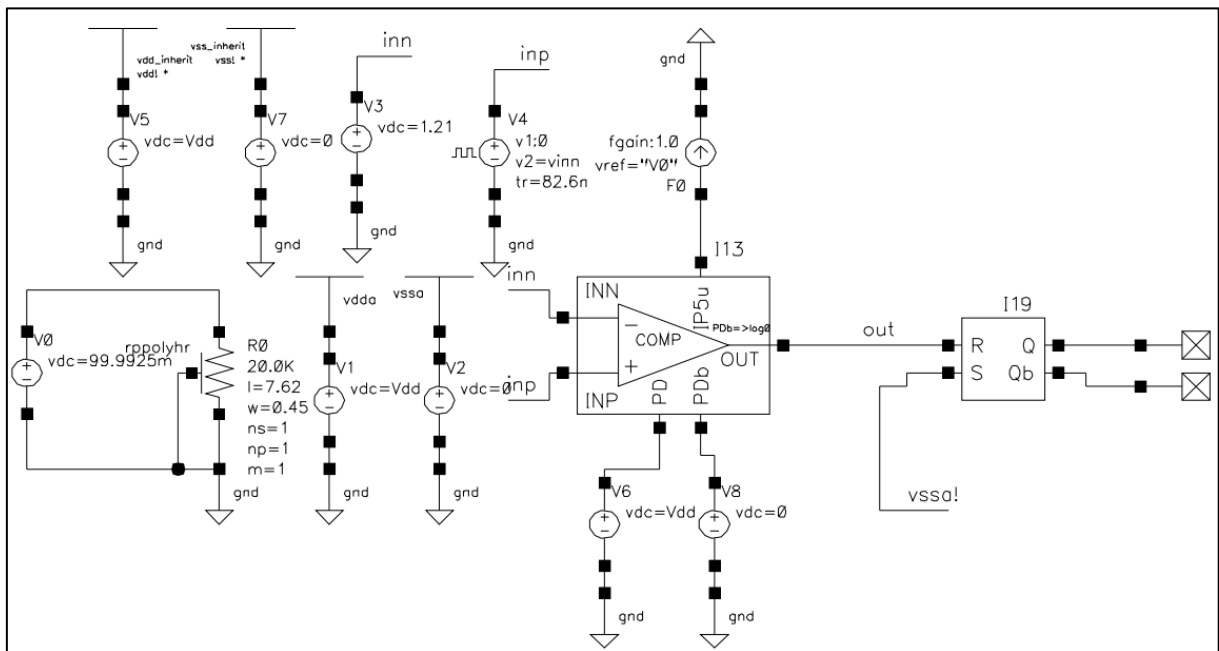 vdd_inherit
vdd! *
V5
vdc=Vdd
gnd
vss_inherit
vss! *
V7
vdc=0
gnd
inn
V3
vdc=1.21
gnd
inp
V4
v1:0
v2=vinn
tr=82.6n
gnd
gnd
fgain:1.0
vref="V0"
F0
V0
vdc=99.9925m
rppolyhr
R0
20.0K
l=7.62
w=0.45
ns=1
np=1
m=1
gnd
vdda
V1
vdc=Vdd
gnd
vssa
V2
vdc=0
gnd
inn
inp
I13
INN
INP
COMP
IP5u
PDb=>log0
OUT
PD
PDb
V6
vdc=Vdd
gnd
V8
vdc=0
gnd
out
I19
R
Q
S
Qb
vssa!